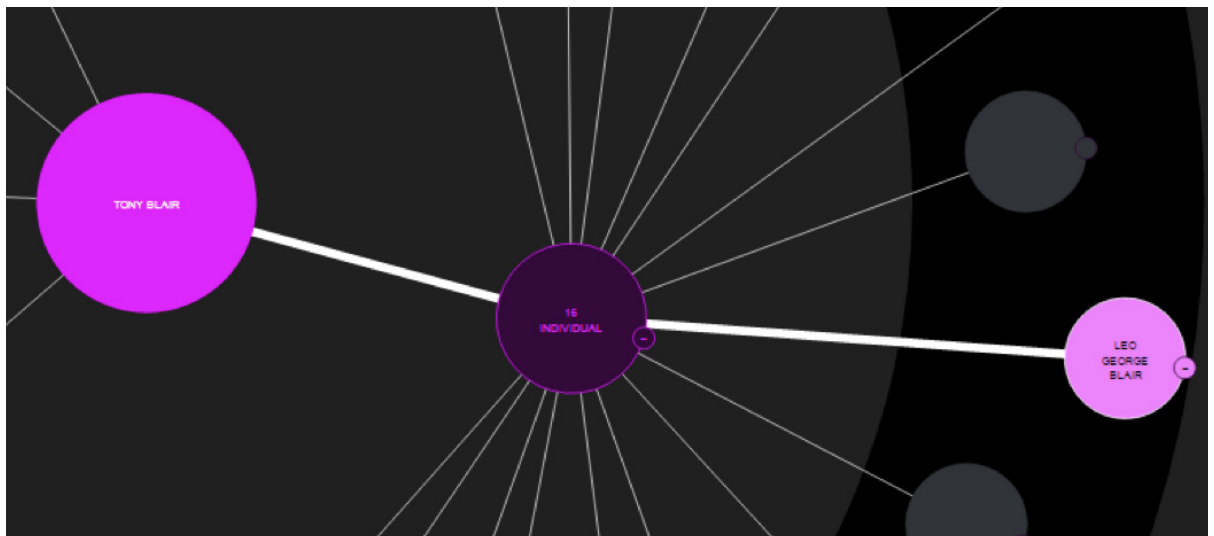 TONY BLAIR
16
INDIVIDUAL
LEO
GEORGE
BLAIR